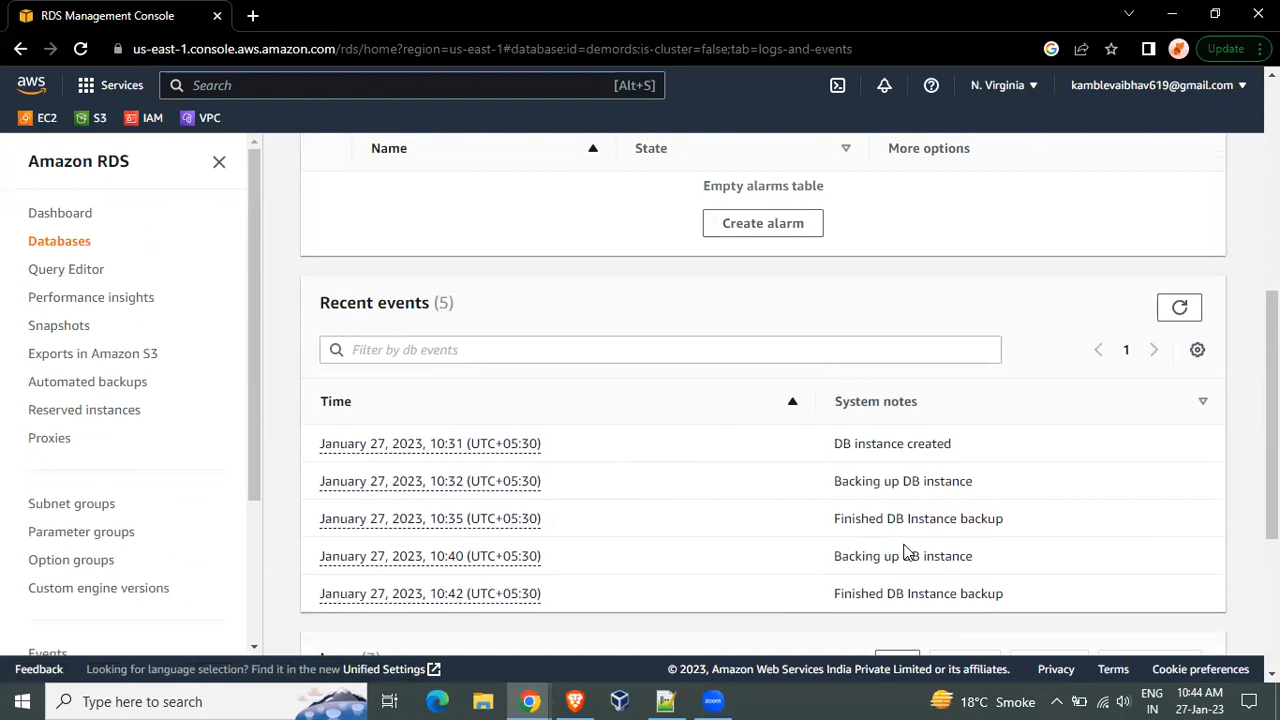 RDS Management Console
us-east-1.console.aws.amazon.com/rds/home?region=us-east-1#database:id=demords;is-cluster=false;tab=logs-and-events
Update
aws
Services
Search
[Alt+S]
N. Virginia
kamblevaibhav619@gmail.com
EC2
S3
IAM
VPC
Amazon RDS
Dashboard
Databases
Query Editor
Performance insights
Snapshots
Exports in Amazon S3
Automated backups
Reserved instances
Proxies
Subnet groups
Parameter groups
Option groups
Custom engine versions
Events
Name State More options
Empty alarms table
Create alarm
Recent events (5)
Filter by db events
1
Time System notes
January 27, 2023, 10:31 (UTC+05:30) DB instance created
January 27, 2023, 10:32 (UTC+05:30) Backing up DB instance
January 27, 2023, 10:35 (UTC+05:30) Finished DB Instance backup
January 27, 2023, 10:40 (UTC+05:30) Backing up DB instance
January 27, 2023, 10:42 (UTC+05:30) Finished DB Instance backup
Feedback
Looking for language selection? Find it in the new Unified Settings
© 2023, Amazon Web Services India Private Limited or its affiliates.
Privacy
Terms
Cookie preferences
Type here to search
zoom
18°C Smoke
ENG
IN
10:44 AM
27-Jan-23